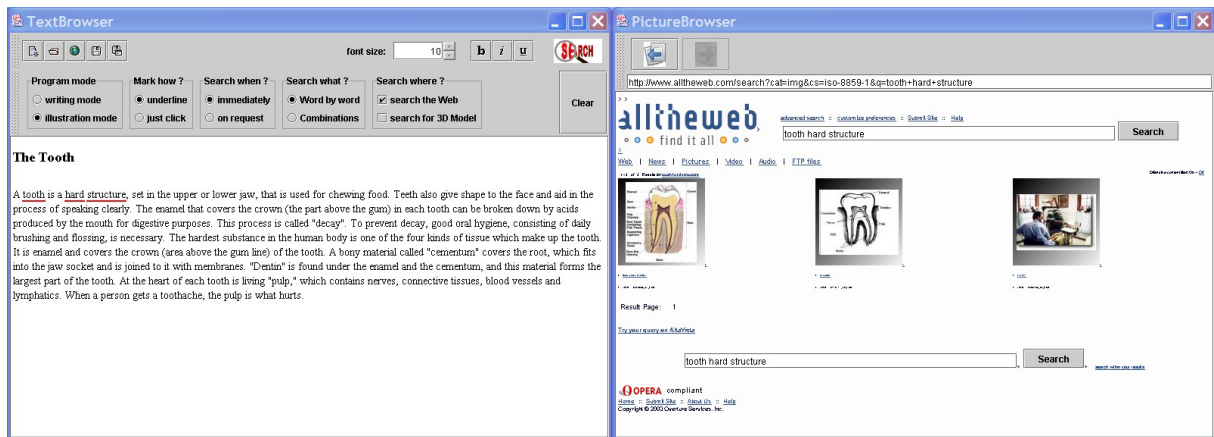 TextBrowser
font size: 10 b i u SEARCH
Program mode
writing mode
illustration mode
Mark how ?
underline
just click
Search when ?
immediately
on request
Search what ?
Word by word
Combinations
Search where ?
search the Web
search for 3D Model
Clear
The Tooth
A tooth is a hard structure, set in the upper or lower jaw, that is used for chewing food. Teeth also give shape to the face and aid in the
process of speaking clearly. The enamel that covers the crown (the part above the gum) in each tooth can be broken down by acids
produced by the mouth for digestive purposes. This process is called "decay". To prevent decay, good oral hygiene, consisting of daily
brushing and flossing, is necessary. The hardest substance in the human body is one of the four kinds of tissue which make up the tooth.
It is enamel and covers the crown (area above the gum line) of the tooth. A bony material called "cementum" covers the root, which fits
into the jaw socket and is joined to it with membranes. "Dentin" is found under the enamel and the cementum, and this material forms the
largest part of the tooth. At the heart of each tooth is living "pulp," which contains nerves, connective tissues, blood vessels and
lymphatics. When a person gets a toothache, the pulp is what hurts.
PictureBrowser
http://www.alltheweb.com/search?cat=img&cs=iso-8859-1&q=tooth+hard+structure
> >
alltheweb
find it all
advanced search :: customize preferences :: Submit Site :: Help
tooth hard structure Search
>
Web | News | Pictures | Video | Audio | FTP files
Result Page: 1
Try your query on AltaVista
tooth hard structure Search
search within your results
OPERA compliant
Home :: Submit Site :: About Us :: Help
Copyright © 2003 Overture Services, Inc.